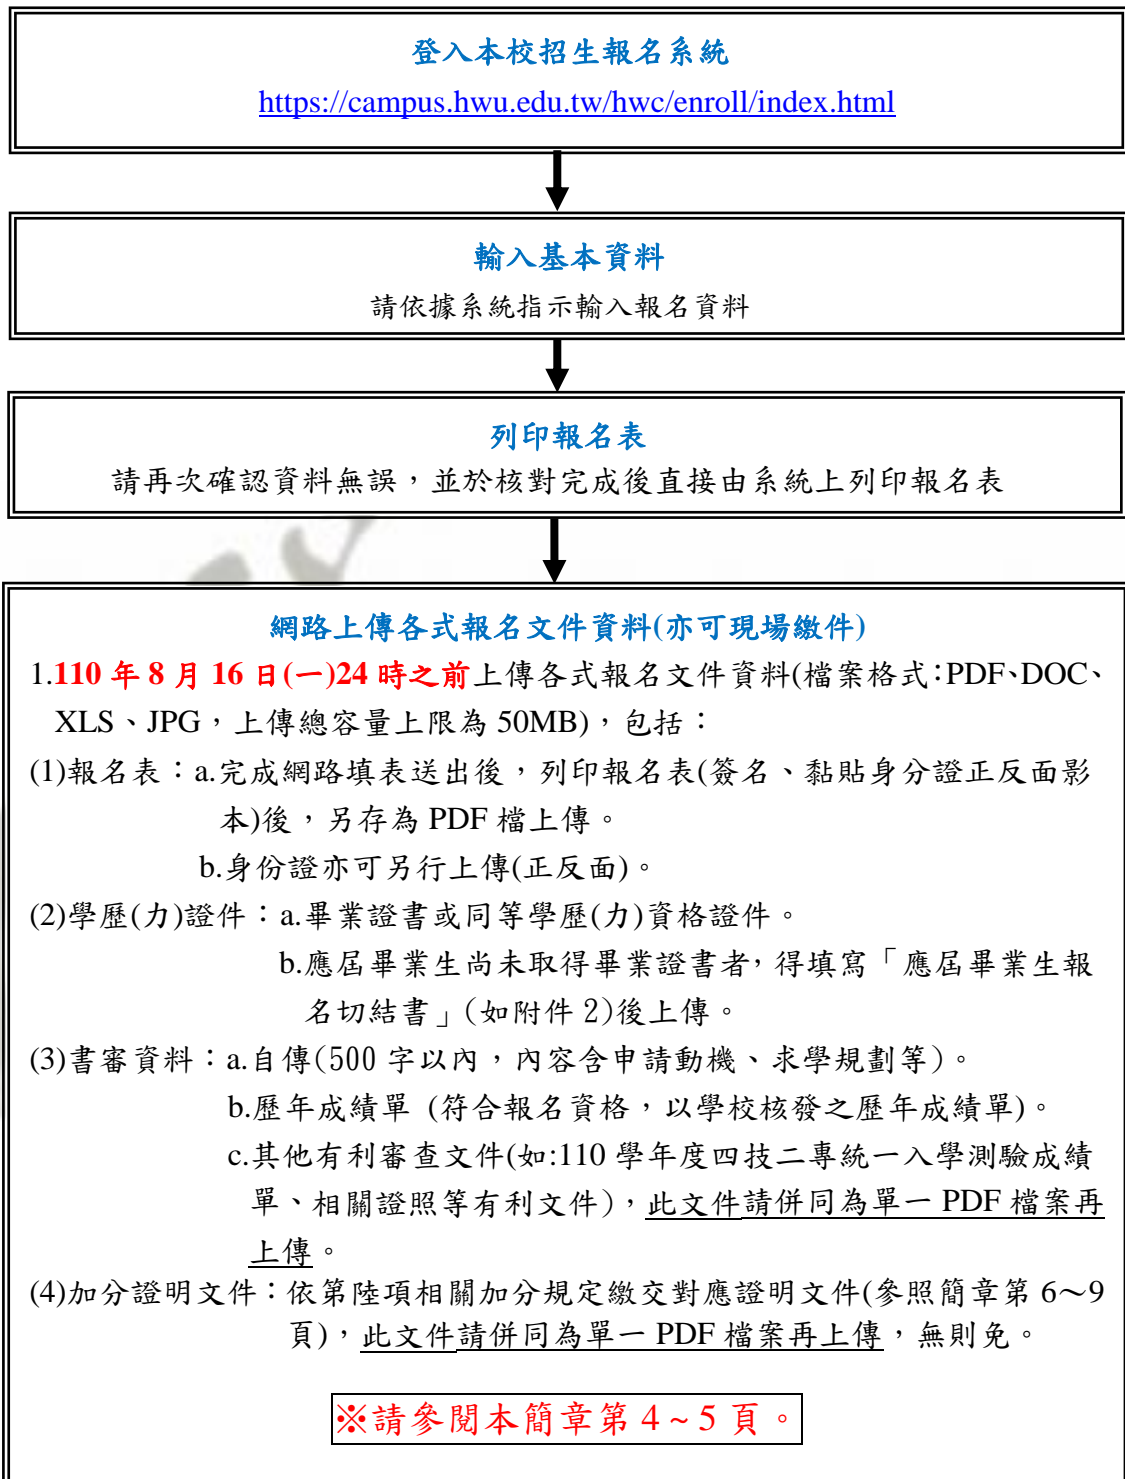 登入本校招生報名系統
https://campus.hwu.edu.tw/hwc/enroll/index.html
輸入基本資料
請依據系統指示輸入報名資料
列印報名表
請再次確認資料無誤，並於核對完成後直接由系統上列印報名表
網路上傳各式報名文件資料(亦可現場繳件)
1.110 年 8 月 16 日(一)24 時之前上傳各式報名文件資料(檔案格式：PDF、DOC、
XLS、JPG，上傳總容量上限為 50MB)，包括：
(1)報名表：a.完成網路填表送出後，列印報名表(簽名、黏貼身分證正反面影
本)後，另存為 PDF 檔上傳。
b.身份證亦可另行上傳(正反面)。
(2)學歷(力)證件：a.畢業證書或同等學歷(力)資格證件。
b.應屆畢業生尚未取得畢業證書者，得填寫「應屆畢業生報
名切結書」(如附件 2)後上傳。
(3)書審資料：a.自傳(500 字以內，內容含申請動機、求學規劃等)。
b.歷年成績單 (符合報名資格，以學校核發之歷年成績單)。
c.其他有利審查文件(如:110 學年度四技二專統一入學測驗成績
單、相關證照等有利文件)，此文件請併同為單一 PDF 檔案再
上傳。
(4)加分證明文件：依第陸項相關加分規定繳交對應證明文件(參照簡章第 6～9
頁)，此文件請併同為單一 PDF 檔案再上傳，無則免。
※請參閱本簡章第 4～5 頁。